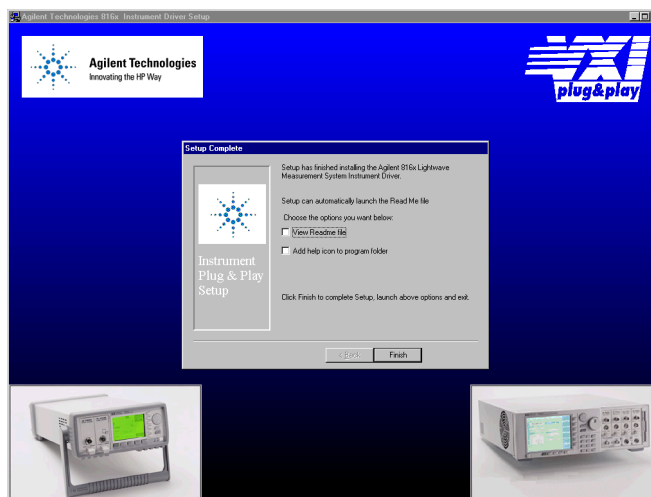 Agilent Technologies 816x Instrument Driver Setup
Agilent Technologies
Innovating the HP Way
VXI
plug&play
Setup Complete
Setup has finished installing the Agilent 816x Lightwave
Measurement System Instrument Driver.
Setup can automatically launch the Read Me file
Choose the options you want below:
View Readme file
Add help icon to program folder
Instrument
Plug & Play
Setup
Click Finish to complete Setup, launch above options and exit.
< Back
Finish